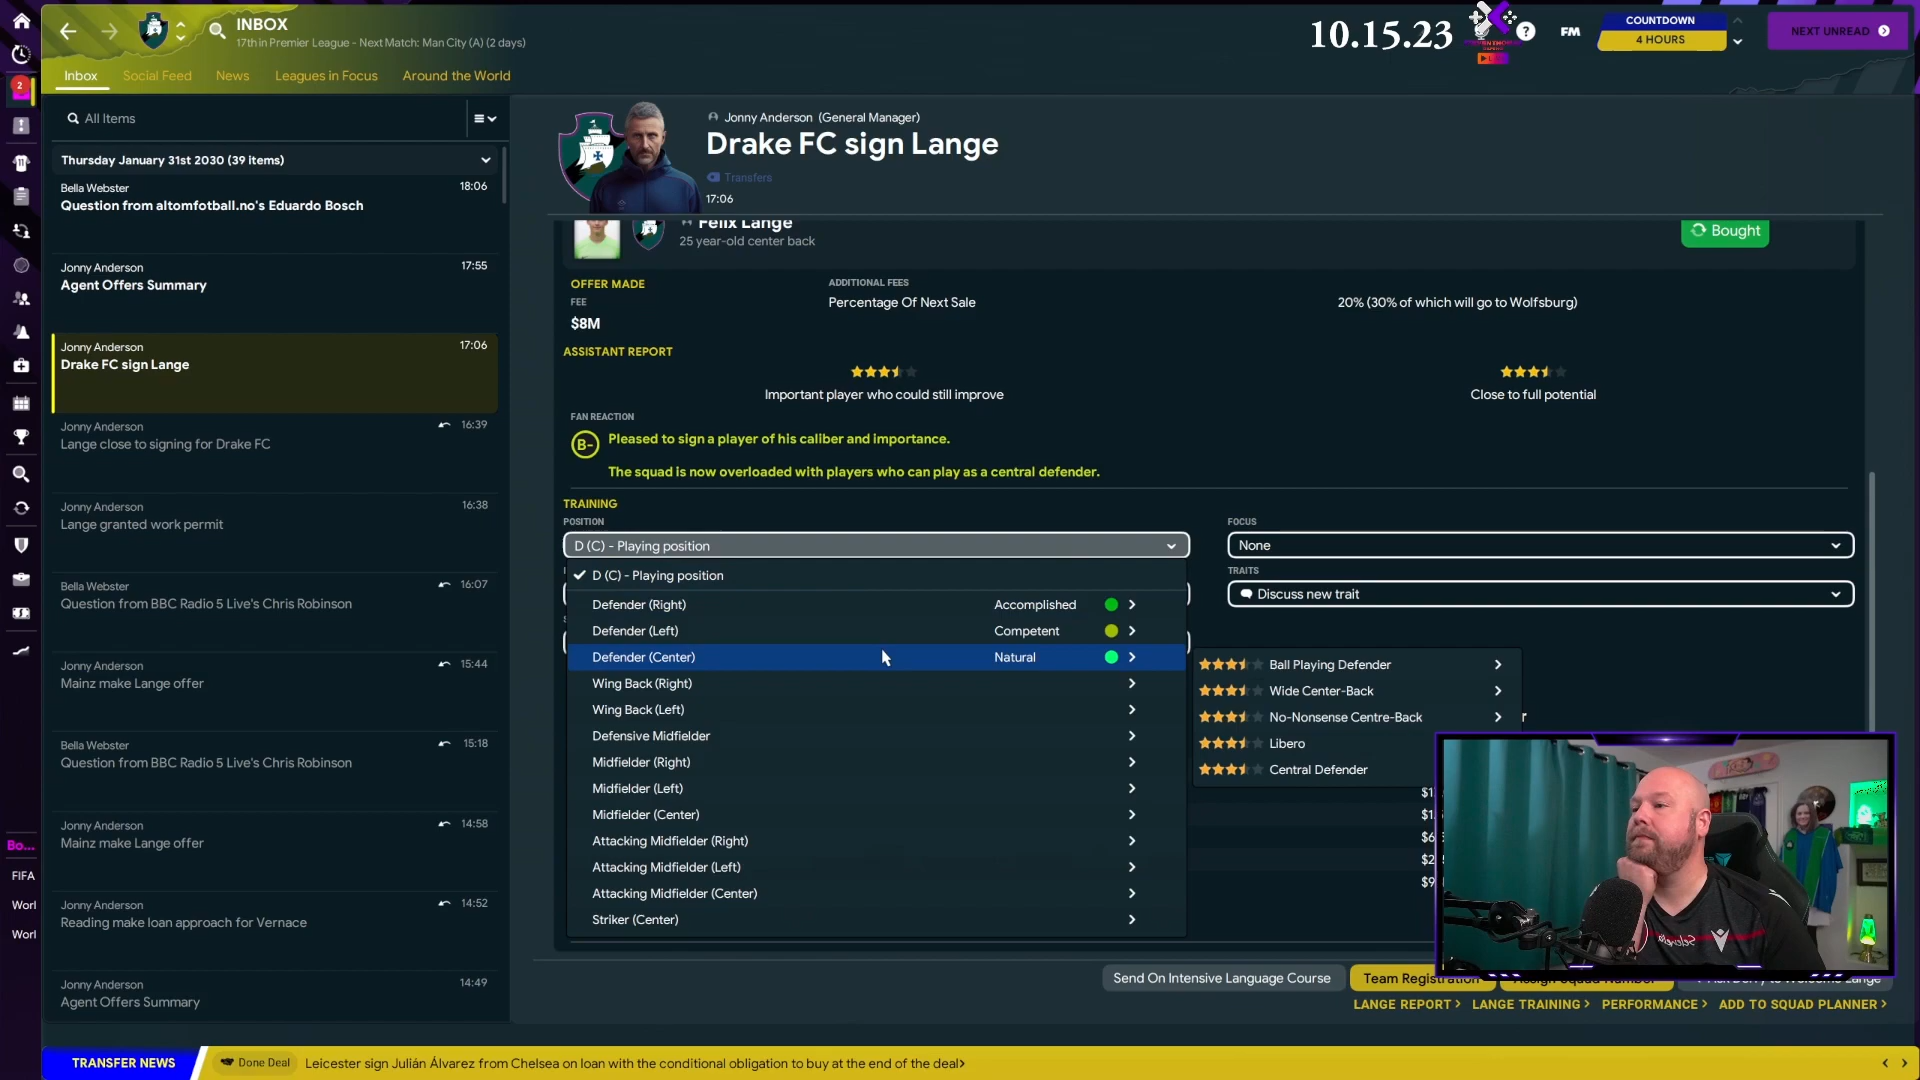 INBOX
17th in Premier League - Next Match: Man City (A) (2 days)
10.15.23
?
FM
COUNTDOWN
4 HOURS
NEXT UNREAD
Inbox
Social Feed
News
Leagues in Focus
Around the World
2
All Items
Thursday January 31st 2030 (39 items)
Bella Webster
18:06
Question from altomfotball.no's Eduardo Bosch
Jonny Anderson
17:55
Agent Offers Summary
Jonny Anderson
17:06
Drake FC sign Lange
Jonny Anderson
16:39
Lange close to signing for Drake FC
Jonny Anderson
16:38
Lange granted work permit
Bella Webster
16:07
Question from BBC Radio 5 Live's Chris Robinson
Jonny Anderson
15:44
Mainz make Lange offer
Bella Webster
15:18
Question from BBC Radio 5 Live's Chris Robinson
Jonny Anderson
14:58
Mainz make Lange offer
Jonny Anderson
14:52
Reading make loan approach for Vernace
Jonny Anderson
14:49
Agent Offers Summary
Bo...
FIFA
Worl
Worl
Jonny Anderson (General Manager)
Drake FC sign Lange
Transfers
17:06
Felix Lange
25 year-old center back
Bought
OFFER MADE
FEE
$8M
ADDITIONAL FEES
Percentage Of Next Sale
20% (30% of which will go to Wolfsburg)
ASSISTANT REPORT
Important player who could still improve
Close to full potential
FAN REACTION
B-
Pleased to sign a player of his caliber and importance.
The squad is now overloaded with players who can play as a central defender.
TRAINING
POSITION
D (C) - Playing position
FOCUS
None
TRAITS
Discuss new trait
D (C) - Playing position
Defender (Right) Accomplished
Defender (Left) Competent
Defender (Center) Natural
Wing Back (Right)
Wing Back (Left)
Defensive Midfielder
Midfielder (Right)
Midfielder (Left)
Midfielder (Center)
Attacking Midfielder (Right)
Attacking Midfielder (Left)
Attacking Midfielder (Center)
Striker (Center)
Ball Playing Defender
Wide Center-Back
No-Nonsense Centre-Back
Libero
Central Defender
Send On Intensive Language Course
Team Registration
Assign Squad Number
LANGE REPORT >
LANGE TRAINING >
PERFORMANCE >
ADD TO SQUAD PLANNER >
TRANSFER NEWS
Done Deal
Leicester sign Julián Álvarez from Chelsea on loan with the conditional obligation to buy at the end of the deal>